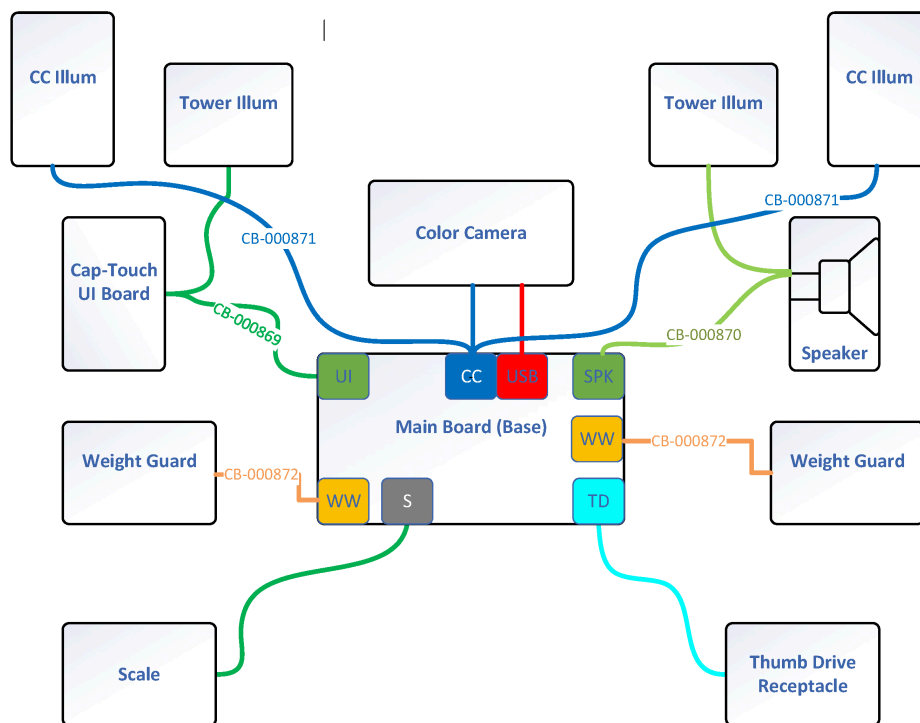 CC Illum
Tower Illum
Tower Illum
CC Illum
CB-000871
CB-000871
Color Camera
Cap-Touch
UI Board
CB-000869
CB-000870
Speaker
UI
CC
USB
SPK
Main Board (Base)
WW
CB-000872
Weight Guard
Weight Guard
CB-000872
WW
S
TD
Scale
Thumb Drive
Receptacle